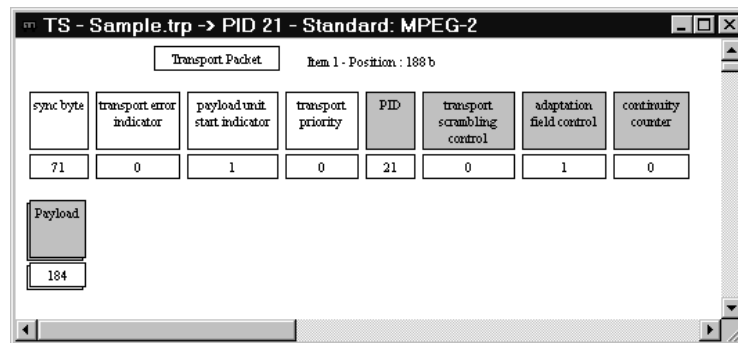 TS - Sample.trp -> PID 21 - Standard: MPEG-2
Transport Packet Item 1 - Position : 188 b
sync byte
transport error
indicator
payload unit
start indicator
transport
priority
PID
transport
scrambling
control
adaptation
field control
continuity
counter
71 0 1 0 21 0 1 0
Payload
184